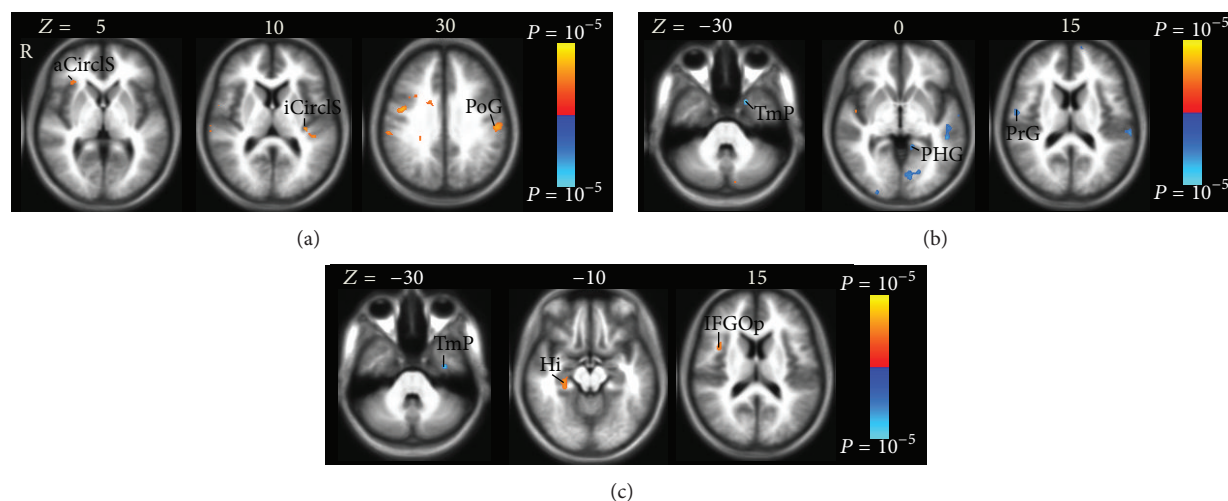 Z = 5 10 30 P = 10⁻⁵
R
aCirclS
iCirclS
PoG
P = 10⁻⁵
(a)
Z = −30 0 15 P = 10⁻⁵
TmP
PrG
PHG
P = 10⁻⁵
(b)
Z = −30 −10 15 P = 10⁻⁵
IFGOp
TmP
Hi
P = 10⁻⁵
(c)